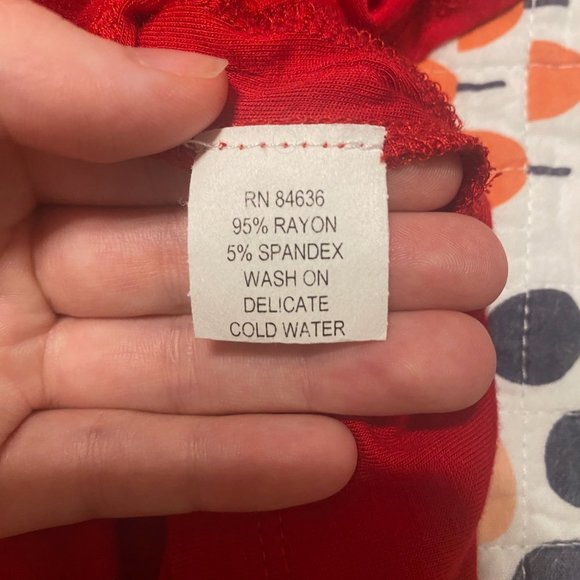 RN 84636
95% RAYON
5% SPANDEX
WASH ON
DELICATE
COLD WATER